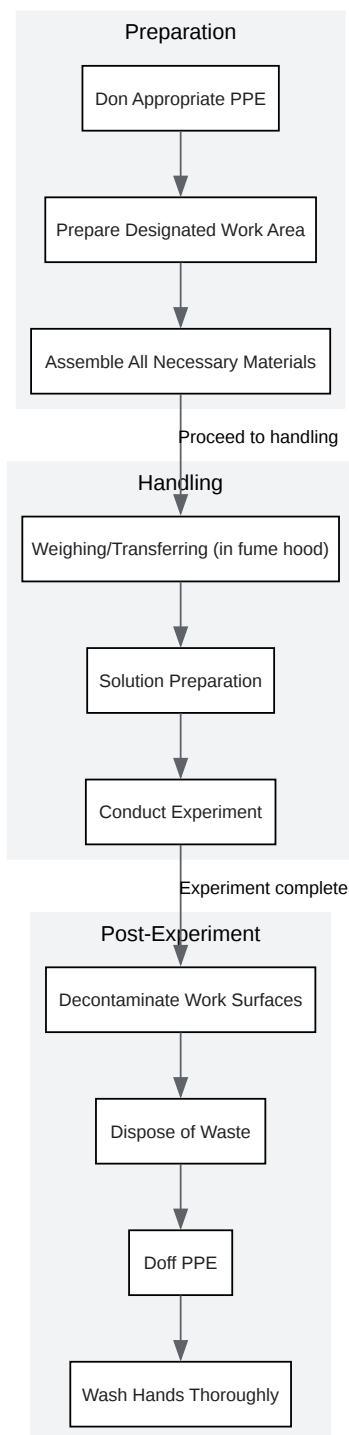 Preparation
Don Appropriate PPE
Prepare Designated Work Area
Assemble All Necessary Materials
Proceed to handling
Handling
Weighing/Transferring (in fume hood)
Solution Preparation
Conduct Experiment
Experiment complete
Post-Experiment
Decontaminate Work Surfaces
Dispose of Waste
Doff PPE
Wash Hands Thoroughly